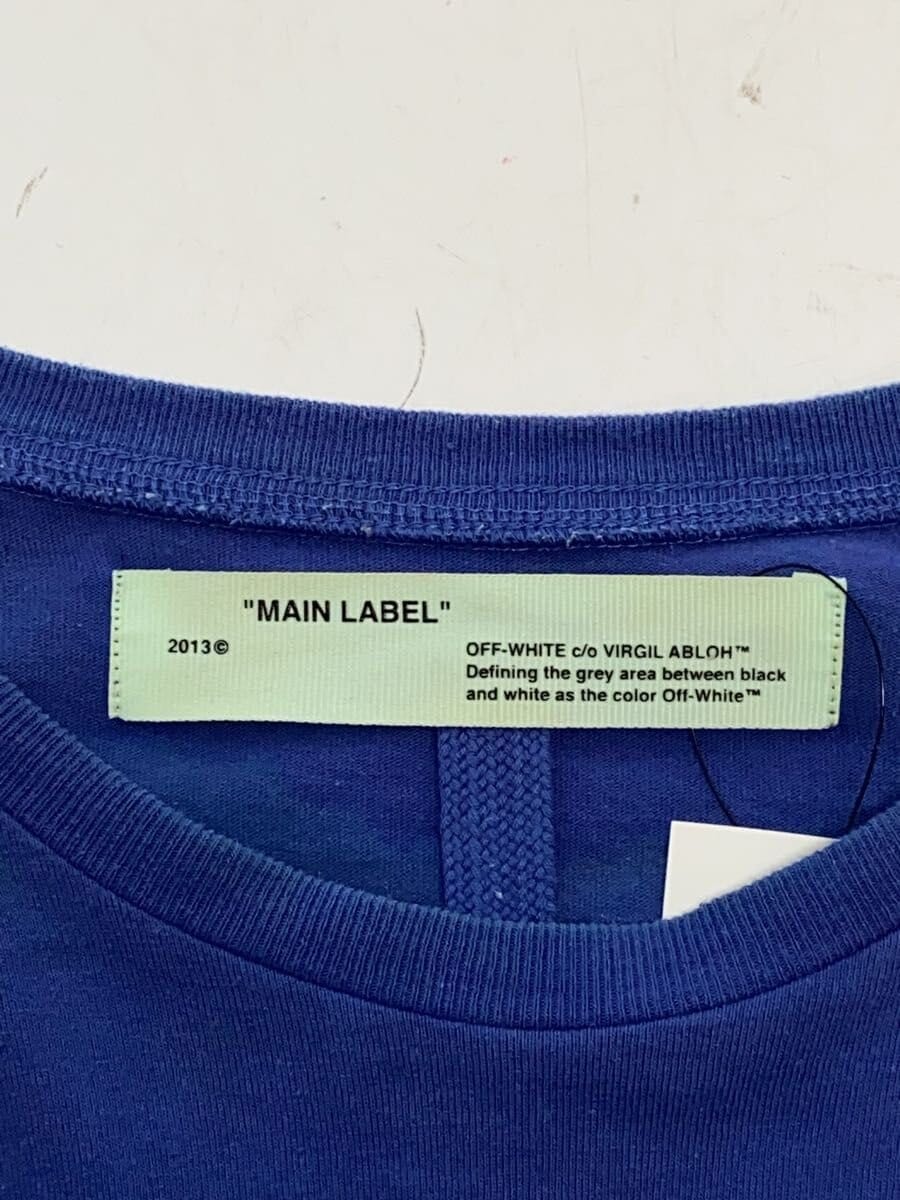 "MAIN LABEL"
2013©
OFF-WHITE c/o VIRGIL ABLOH™
Defining the grey area between black
and white as the color Off-White™